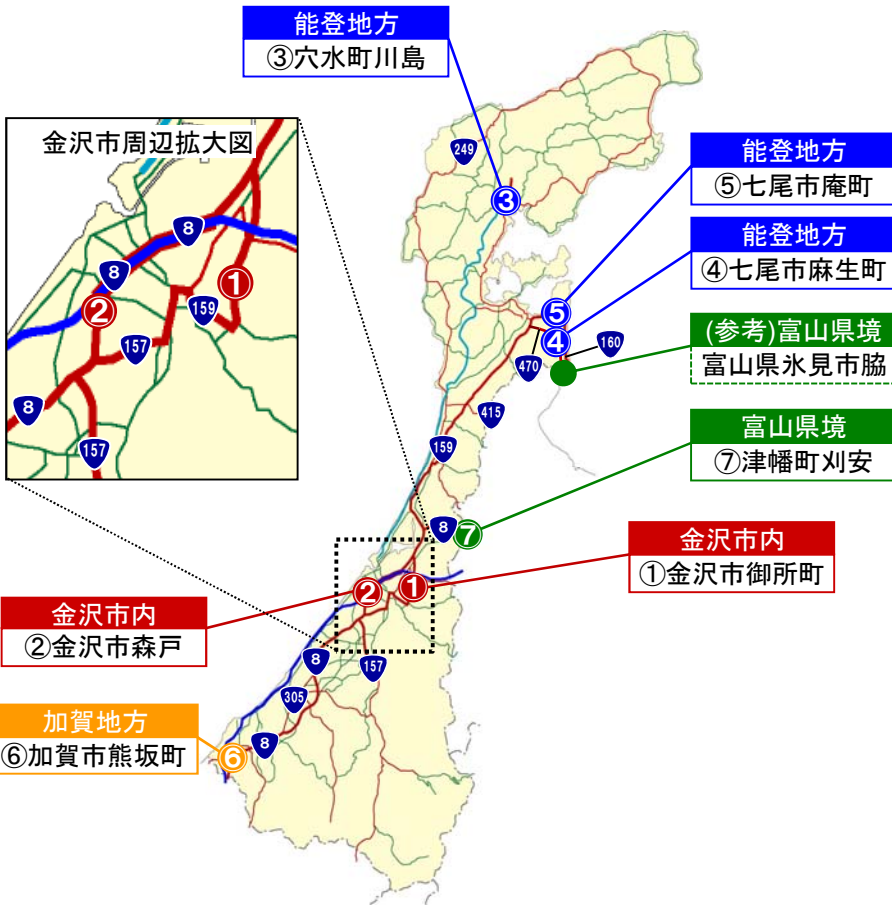 能登地方
③穴水町川島
金沢市周辺拡大図
8
8
①
②
159
157
8
157
249
③
能登地方
⑤七尾市庵町
能登地方
④七尾市麻生町
⑤
④
160
470
(参考)富山県境
富山県氷見市脇
415
159
富山県境
⑦津幡町刈安
8
⑦
金沢市内
①金沢市御所町
②
①
金沢市内
②金沢市森戸
8
157
305
加賀地方
⑥加賀市熊坂町
8
⑥